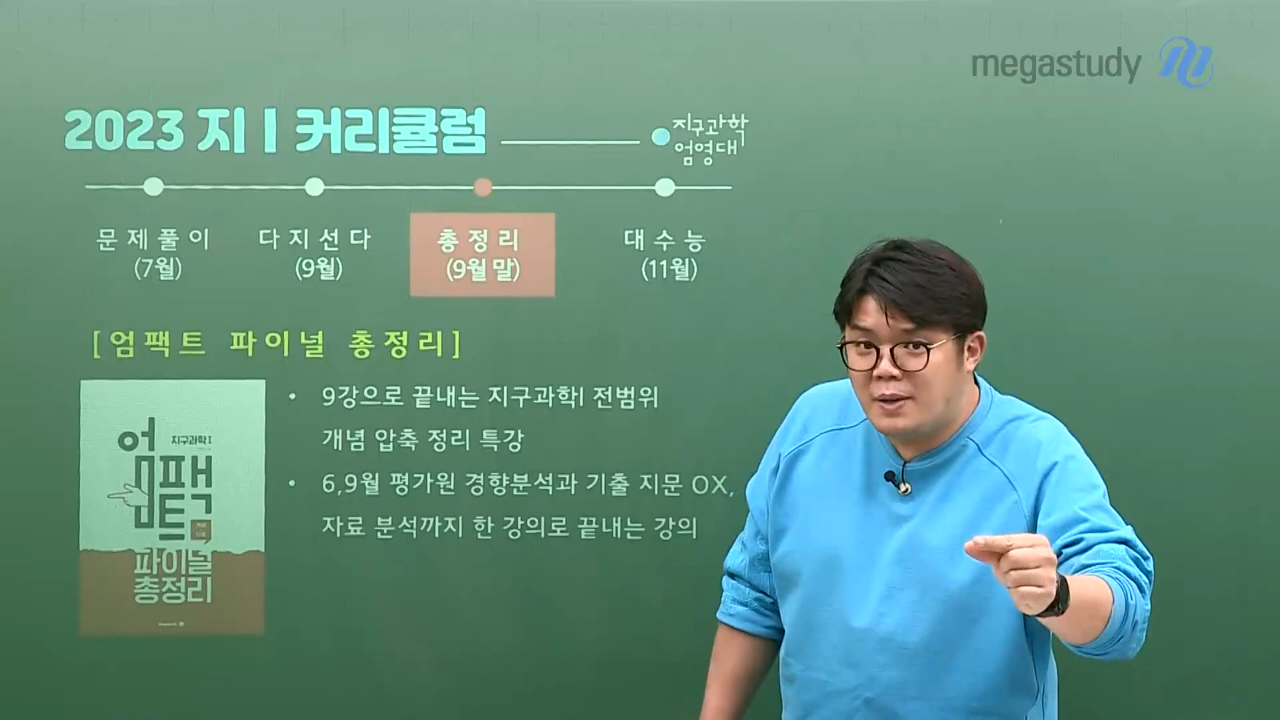 megastudy
2023 지Ⅰ 커리큘럼
지구과학
엄영대
문제풀이
(7월)
다지선다
(9월)
총정리
(9월 말)
대수능
(11월)
[엄팩트 파이널 총정리]
지구과학Ⅰ
엄팩트
파이널
총정리
• 9강으로 끝내는 지구과학Ⅰ 전범위
개념 압축 정리 특강
• 6,9월 평가원 경향분석과 기출 지문 OX,
자료 분석까지 한 강의로 끝내는 강의